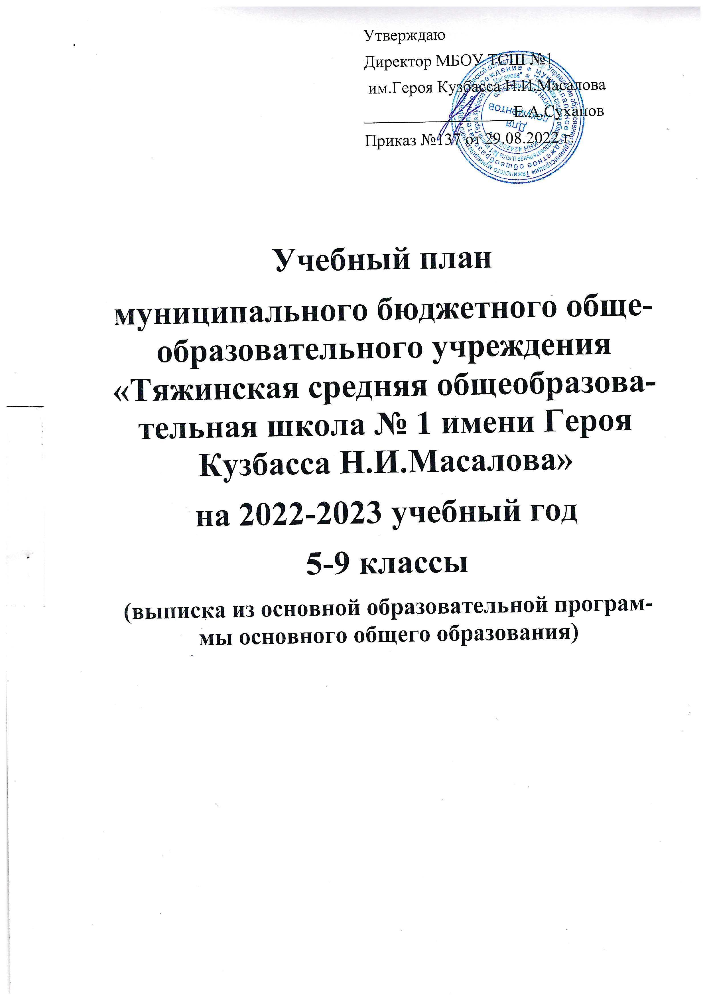 Утверждаю
Директор МБОУ ТСШ №1
им.Героя Кузбасса Н.И.Масалова
Е.А.Суханов
Приказ №137 от 29.08.2022 г.
Для
документов
Учебный план
муниципального бюджетного обще-
образовательного учреждения
«Тяжинская средняя общеобразова-
тельная школа № 1 имени Героя
Кузбасса Н.И.Масалова»
на 2022-2023 учебный год
5-9 классы
(выписка из основной образовательной програм-
мы основного общего образования)